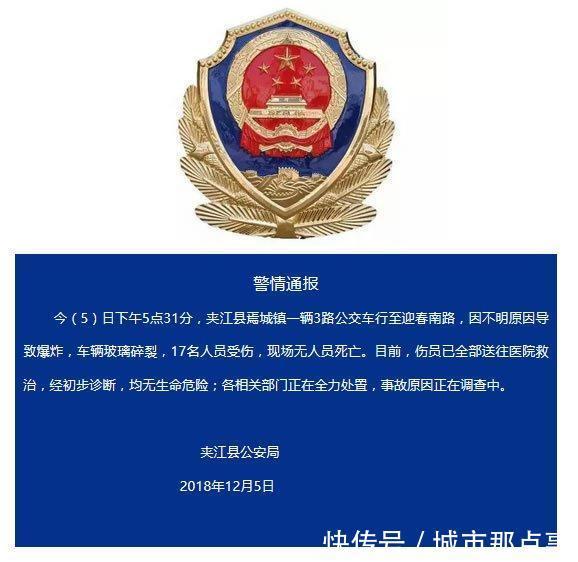 警情通报
今（5）日下午5点31分，夹江县焉城镇一辆3路公交车行至迎春南路，因不明原因导
致爆炸，车辆玻璃碎裂，17名人员受伤，现场无人员死亡。目前，伤员已全部送往医院救
治，经初步诊断，均无生命危险；各相关部门正在全力处置，事故原因正在调查中。
夹江县公安局
2018年12月5日
快传号 / 城市那点事